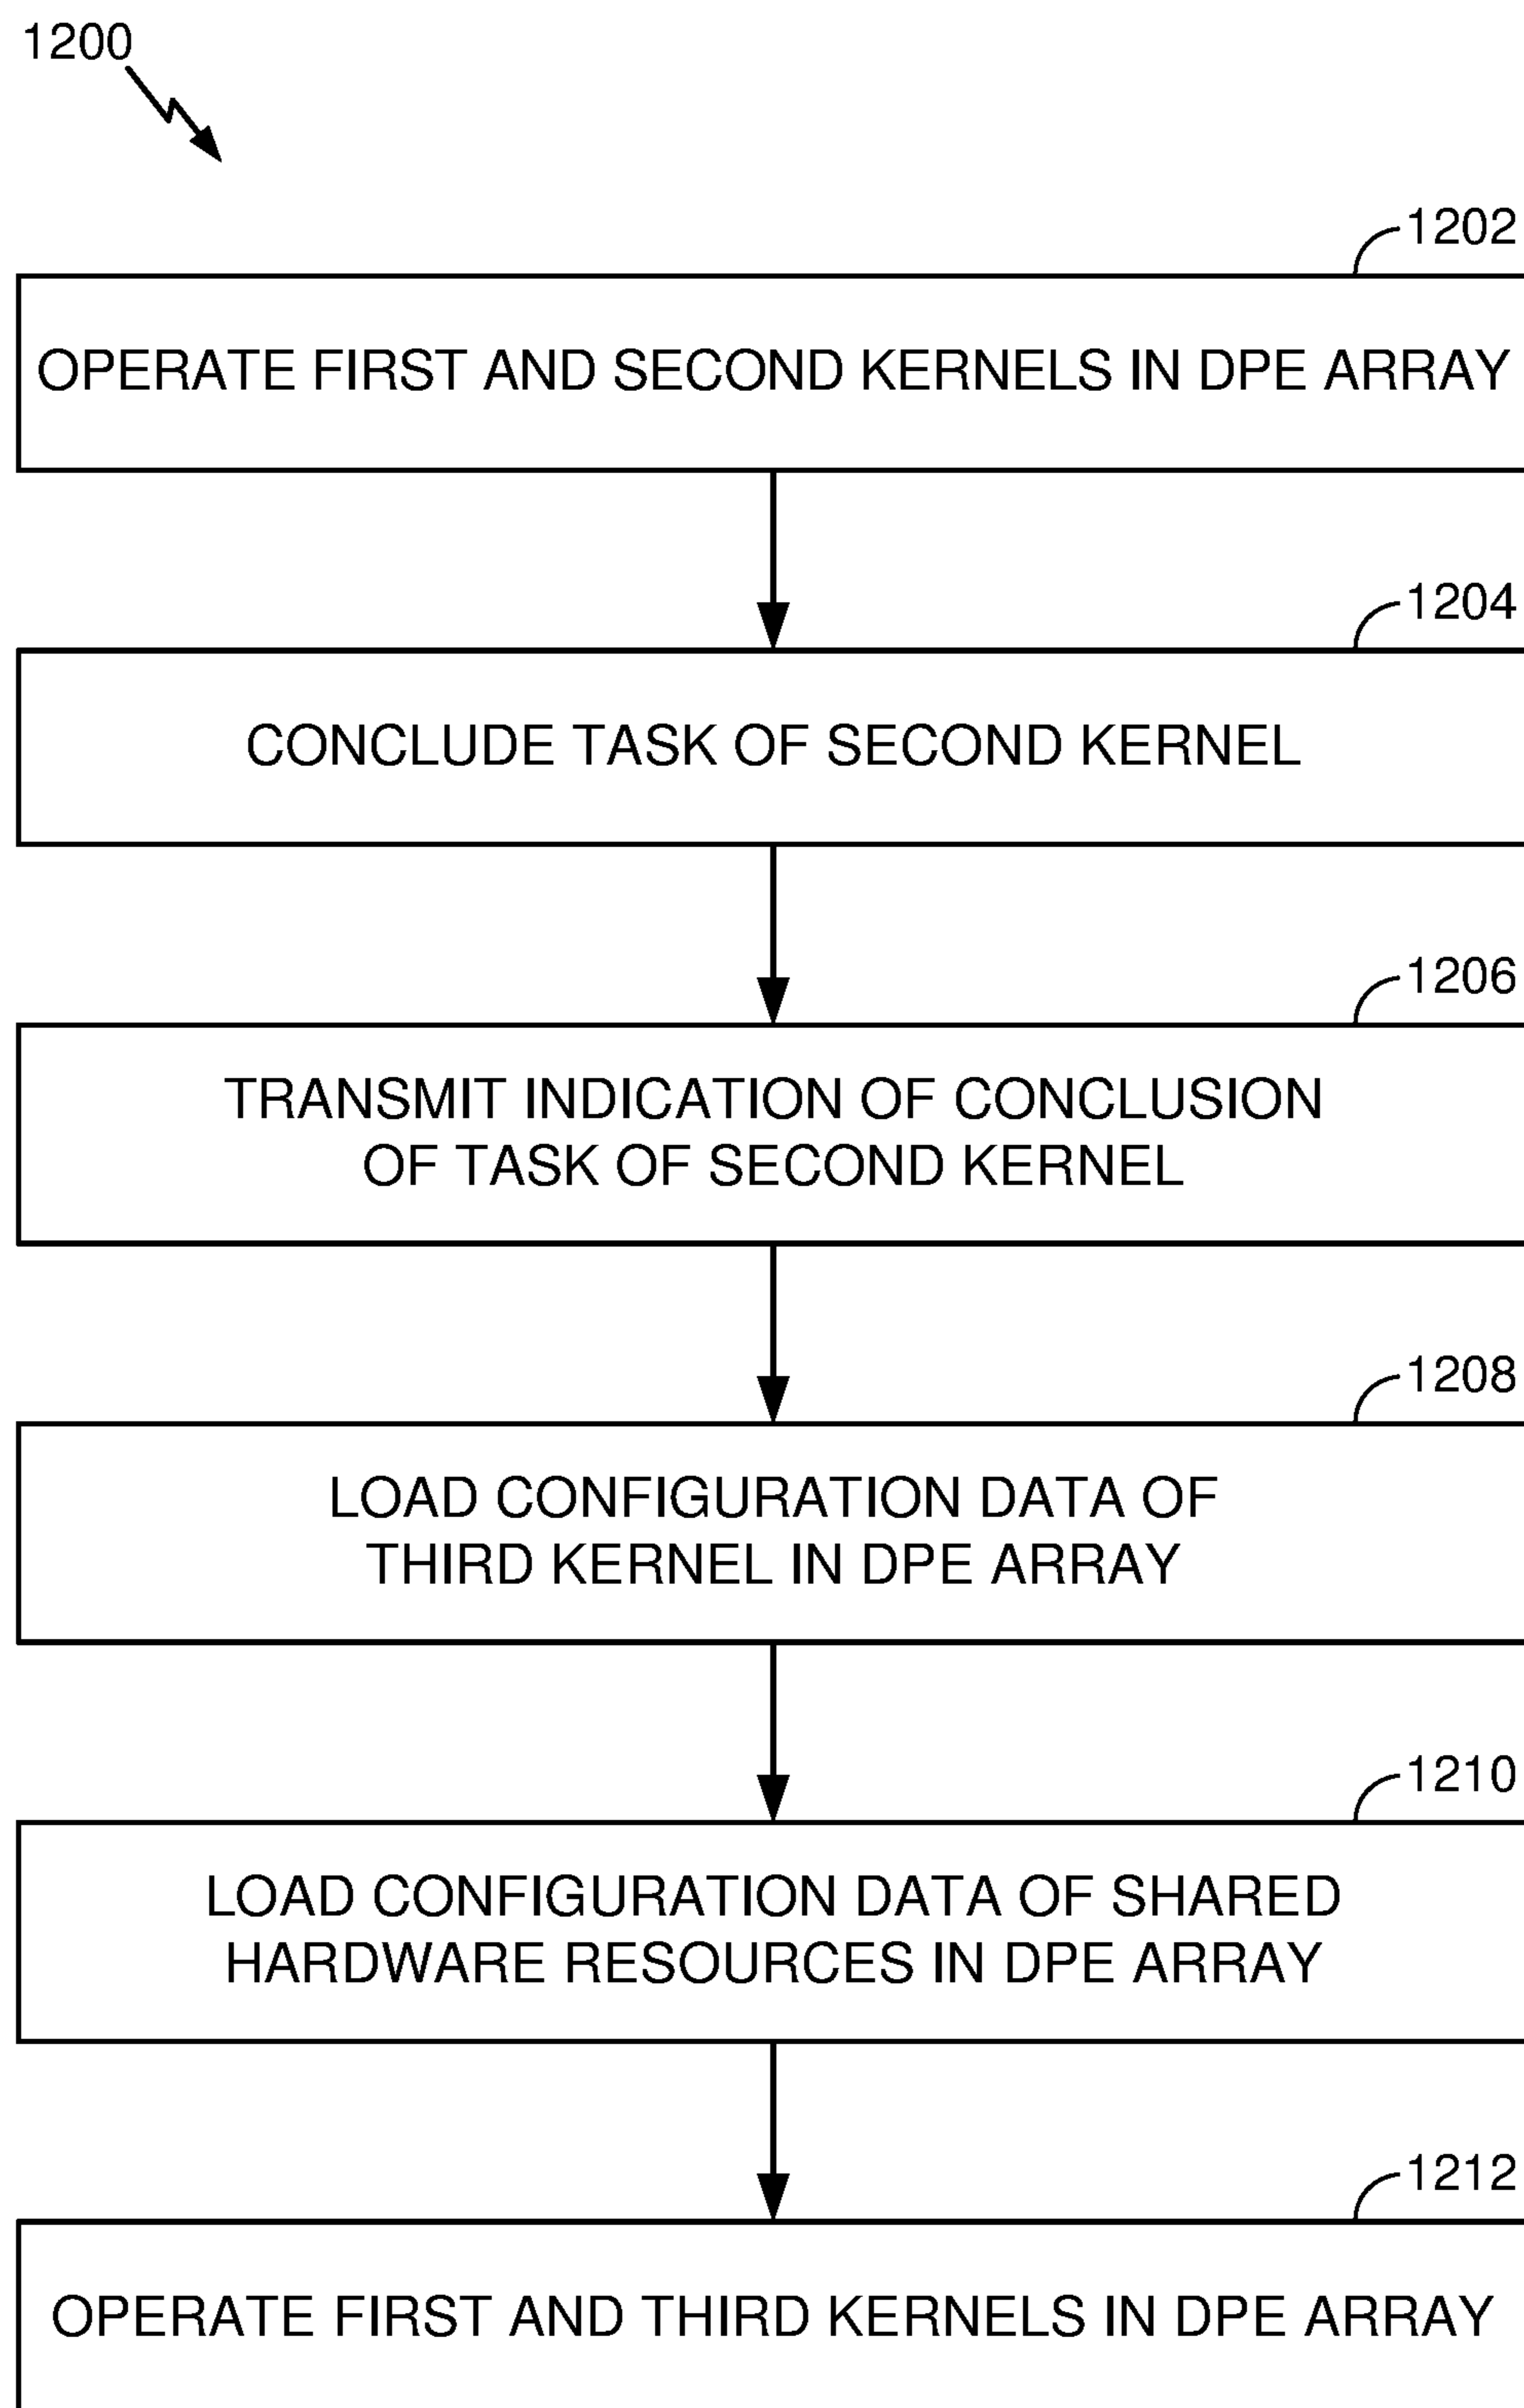 1200
1202
OPERATE FIRST AND SECOND KERNELS IN DPE ARRAY
1204
CONCLUDE TASK OF SECOND KERNEL
1206
TRANSMIT INDICATION OF CONCLUSION
OF TASK OF SECOND KERNEL
1208
LOAD CONFIGURATION DATA OF
THIRD KERNEL IN DPE ARRAY
1210
LOAD CONFIGURATION DATA OF SHARED
HARDWARE RESOURCES IN DPE ARRAY
1212
OPERATE FIRST AND THIRD KERNELS IN DPE ARRAY